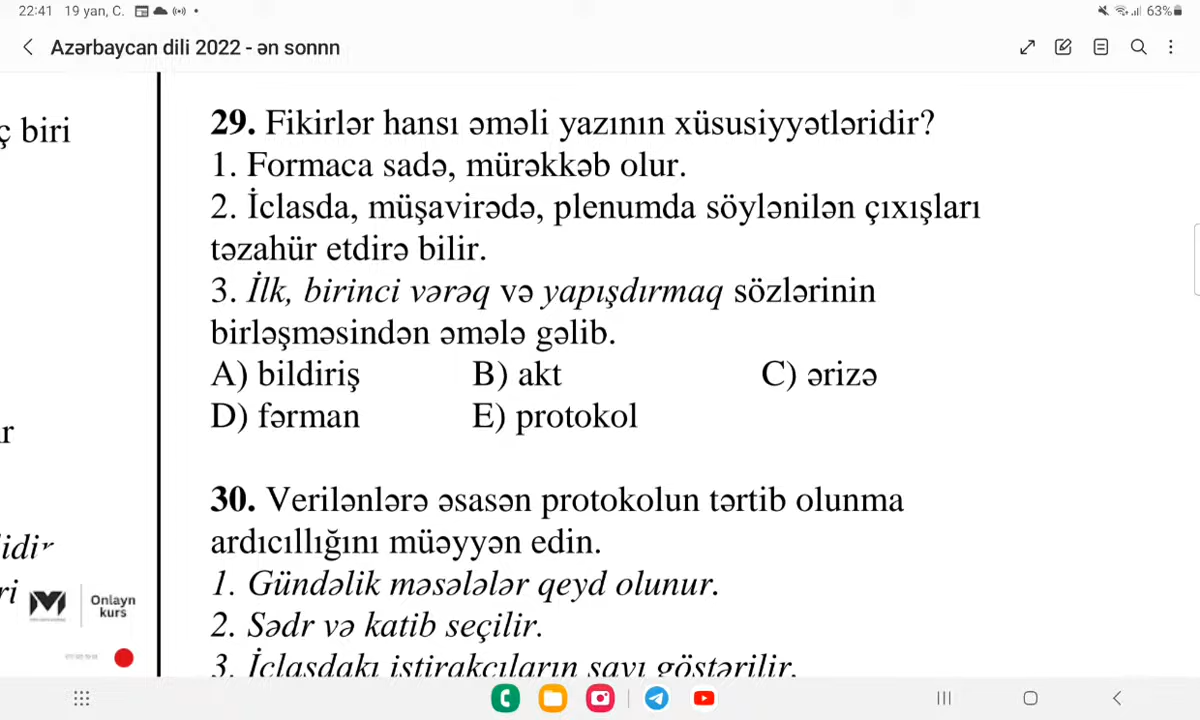 22:41 19 yan, C.
63%
Azərbaycan dili 2022 - ən sonnn
ç biri
r
idir
ri
Onlayn
kurs
29. Fikirlər hansı əməli yazının xüsusiyyətləridir?
1. Formaca sadə, mürəkkəb olur.
2. İclasda, müşavirədə, plenumda söylənilən çıxışları
təzahür etdirə bilir.
3. İlk, birinci vərəq və yapışdırmaq sözlərinin
birləşməsindən əmələ gəlib.
A) bildiriş B) akt C) ərizə
D) fərman E) protokol
30. Verilənlərə əsasən protokolun tərtib olunma
ardıcıllığını müəyyən edin.
1. Gündəlik məsələlər qeyd olunur.
2. Sədr və katib seçilir.
3. İclasdakı iştirakçıların sayı göstərilir.